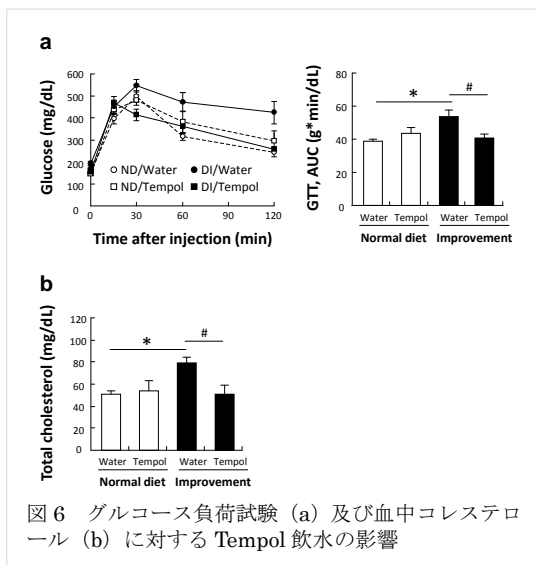 a
Glucose (mg/dL)
600
500
400
300
200
100
0
ND/Water
DI/Water
ND/Tempol
DI/Tempol
0
30
60
90
120
Time after injection (min)
GTT, AUC (g*min/dL)
80
60
40
20
0
*
#
Water
Tempol
Water
Tempol
Normal diet
Improvement
b
Total cholesterol (mg/dL)
120
100
80
60
40
20
0
*
#
Water
Tempol
Water
Tempol
Normal diet
Improvement
図 6 グルコース負荷試験（a）及び血中コレステロ
ール（b）に対する Tempol 飲水の影響